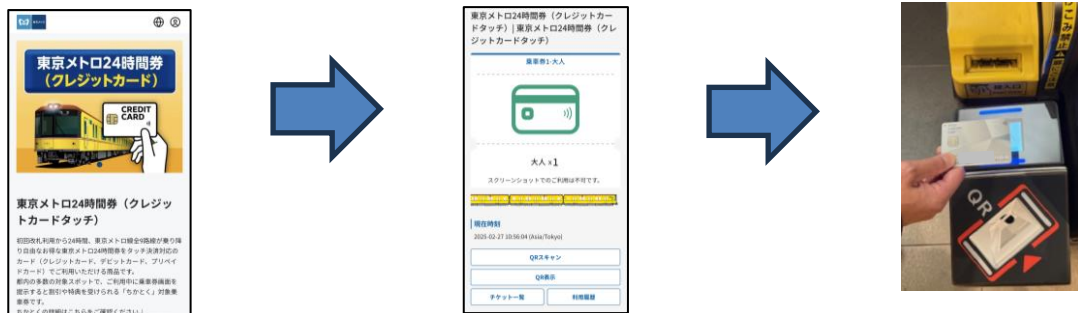 東京メトロ24時間券
（クレジットカード）
CREDIT
CARD
東京メトロ24時間券（クレジッ
トカードタッチ）
初回改札利用から24時間、東京メトロ線全9路線が乗り降
り自由なお得な東京メトロ24時間券をタッチ決済対応の
カード（クレジットカード、デビットカード、プリペイ
ドカード）でご利用いただける商品です。
都内の多数の対象スポットで、ご利用中に乗車券画面を
提示すると割引や特典を受けられる「ちかとく」対象乗
車券です。
東京メトロ24時間券（クレジットカー
ドタッチ）| 東京メトロ24時間券（クレ
ジットカードタッチ）
乗車券1-大人
大人 x1
スクリーンショットでのご利用は不可です。
現在時刻
2025-02-27 10:56:04 (Asia/Tokyo)
QRスキャン
QR表示
チケット一覧
利用履歴
QR